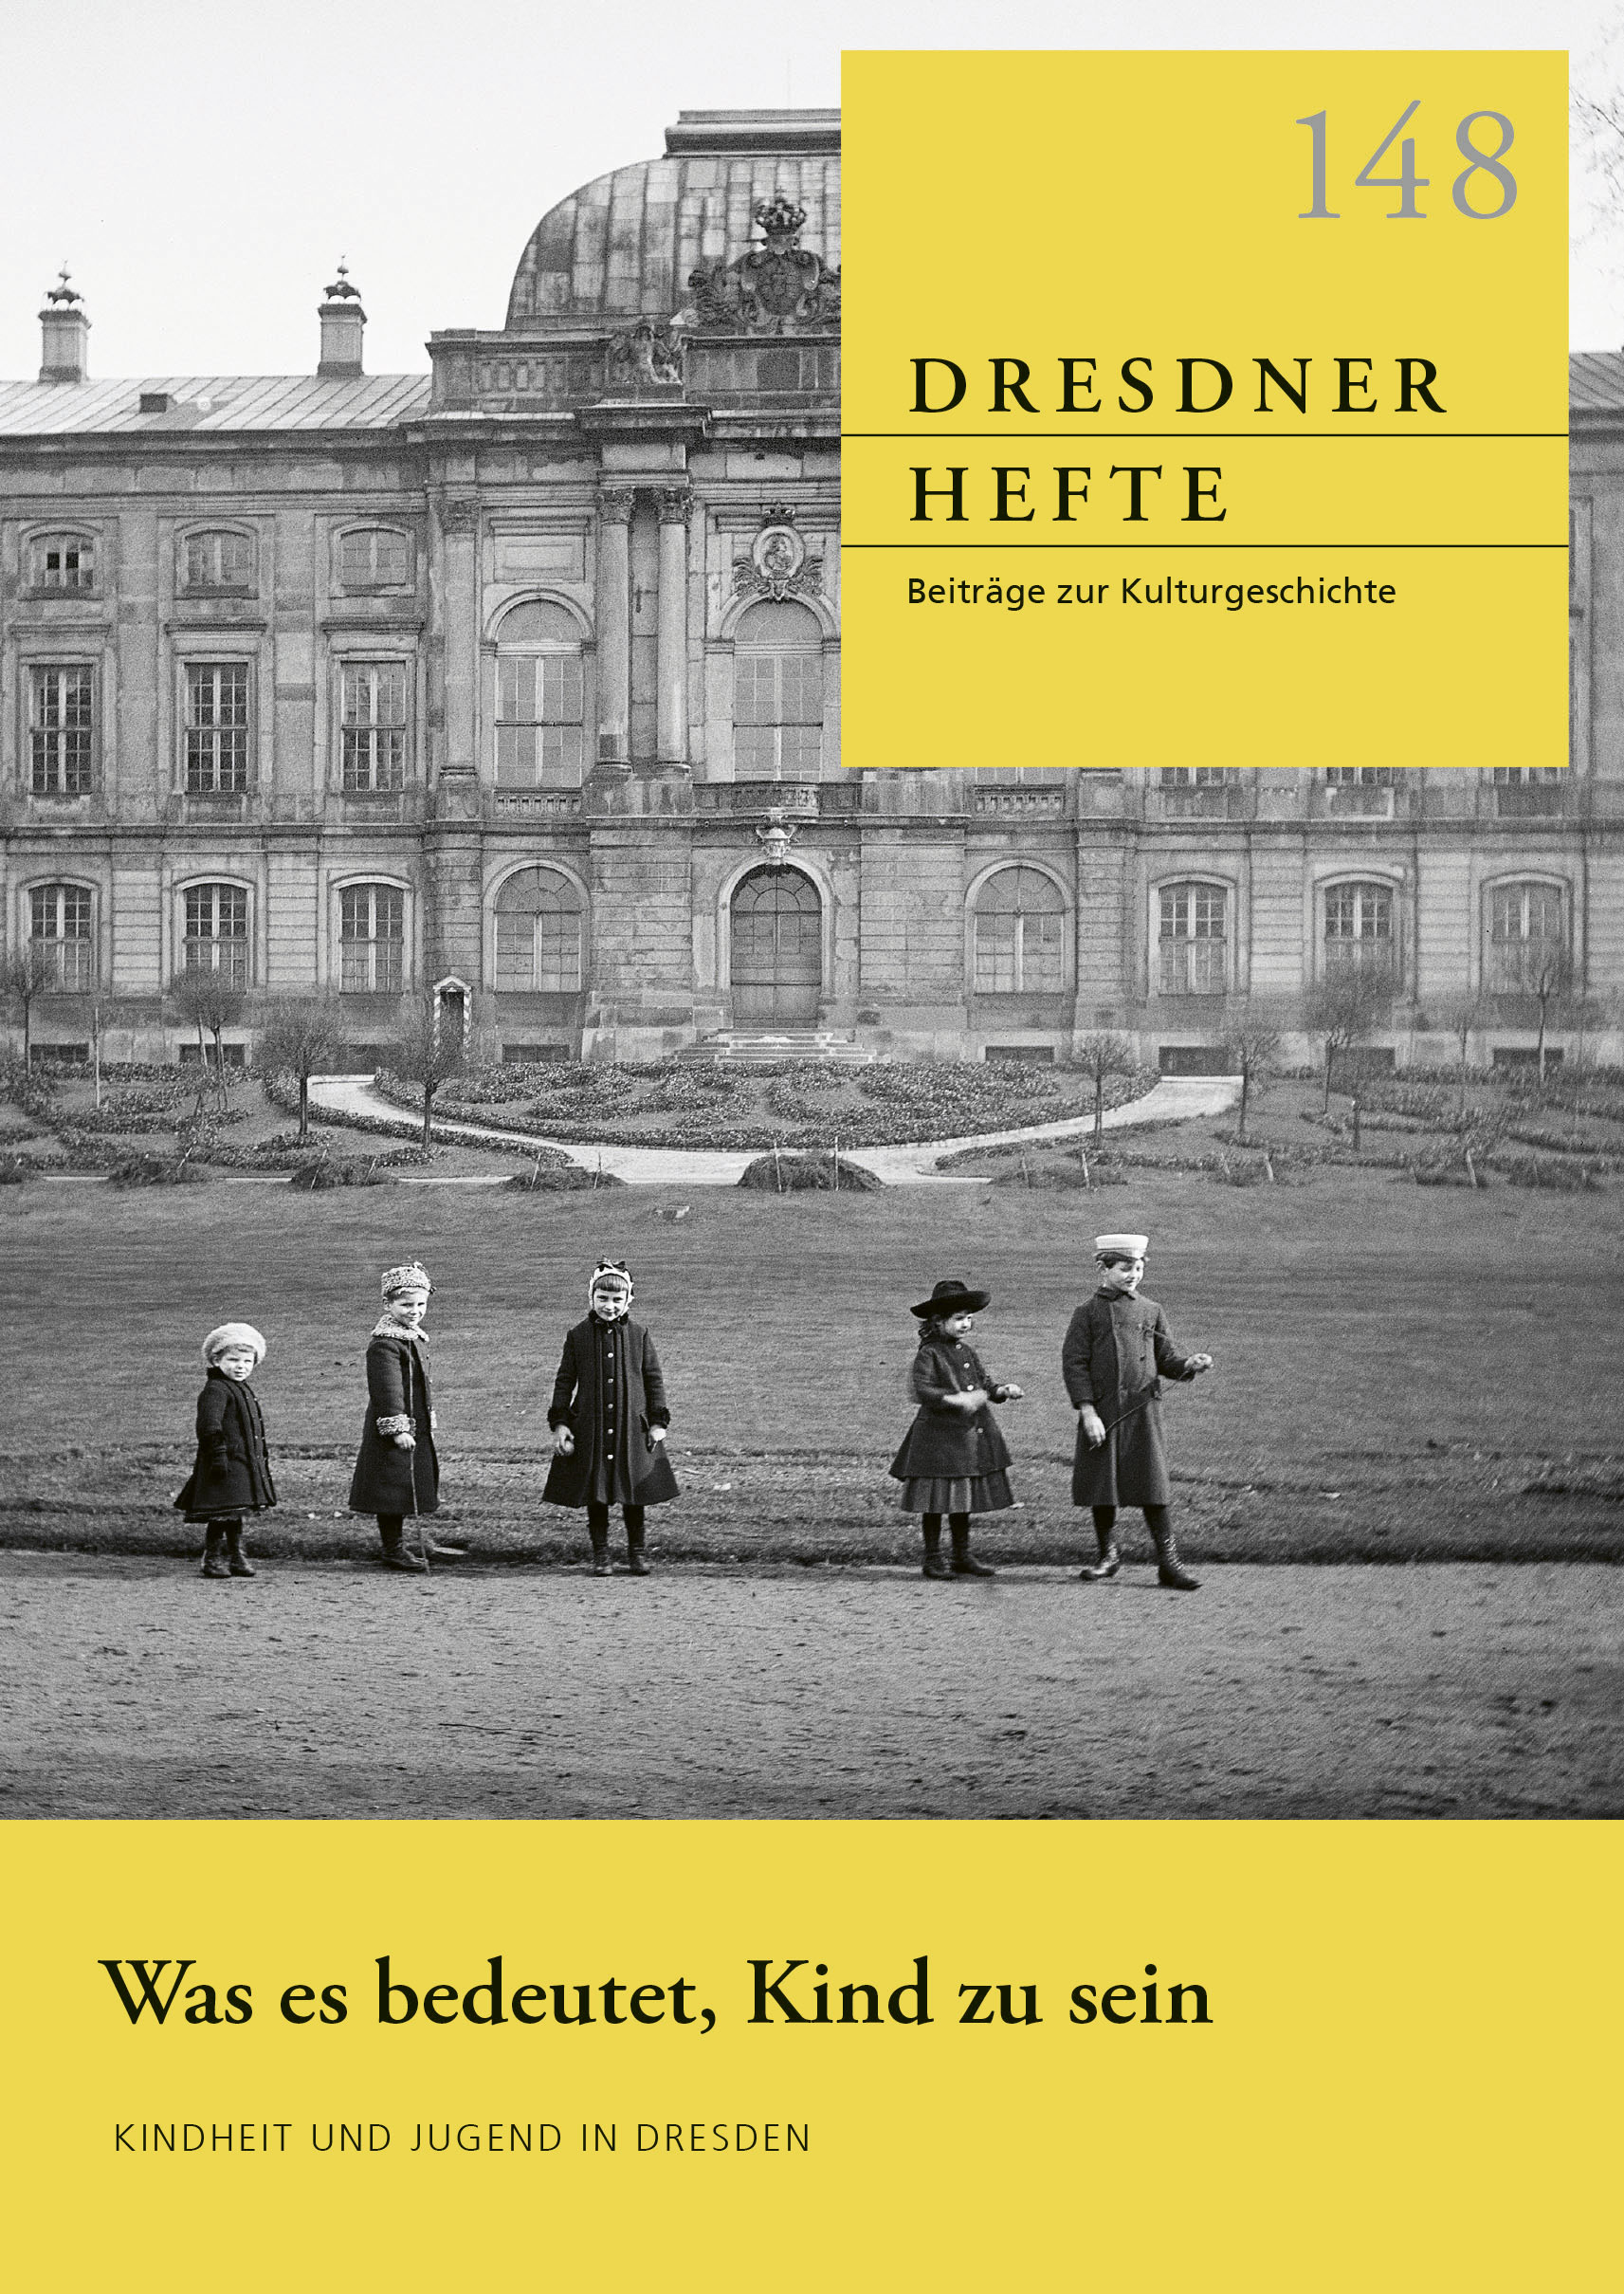 148
DRESDNER
HEFTE
Beiträge zur Kulturgeschichte
Was es bedeutet, Kind zu sein
KINDHEIT UND JUGEND IN DRESDEN